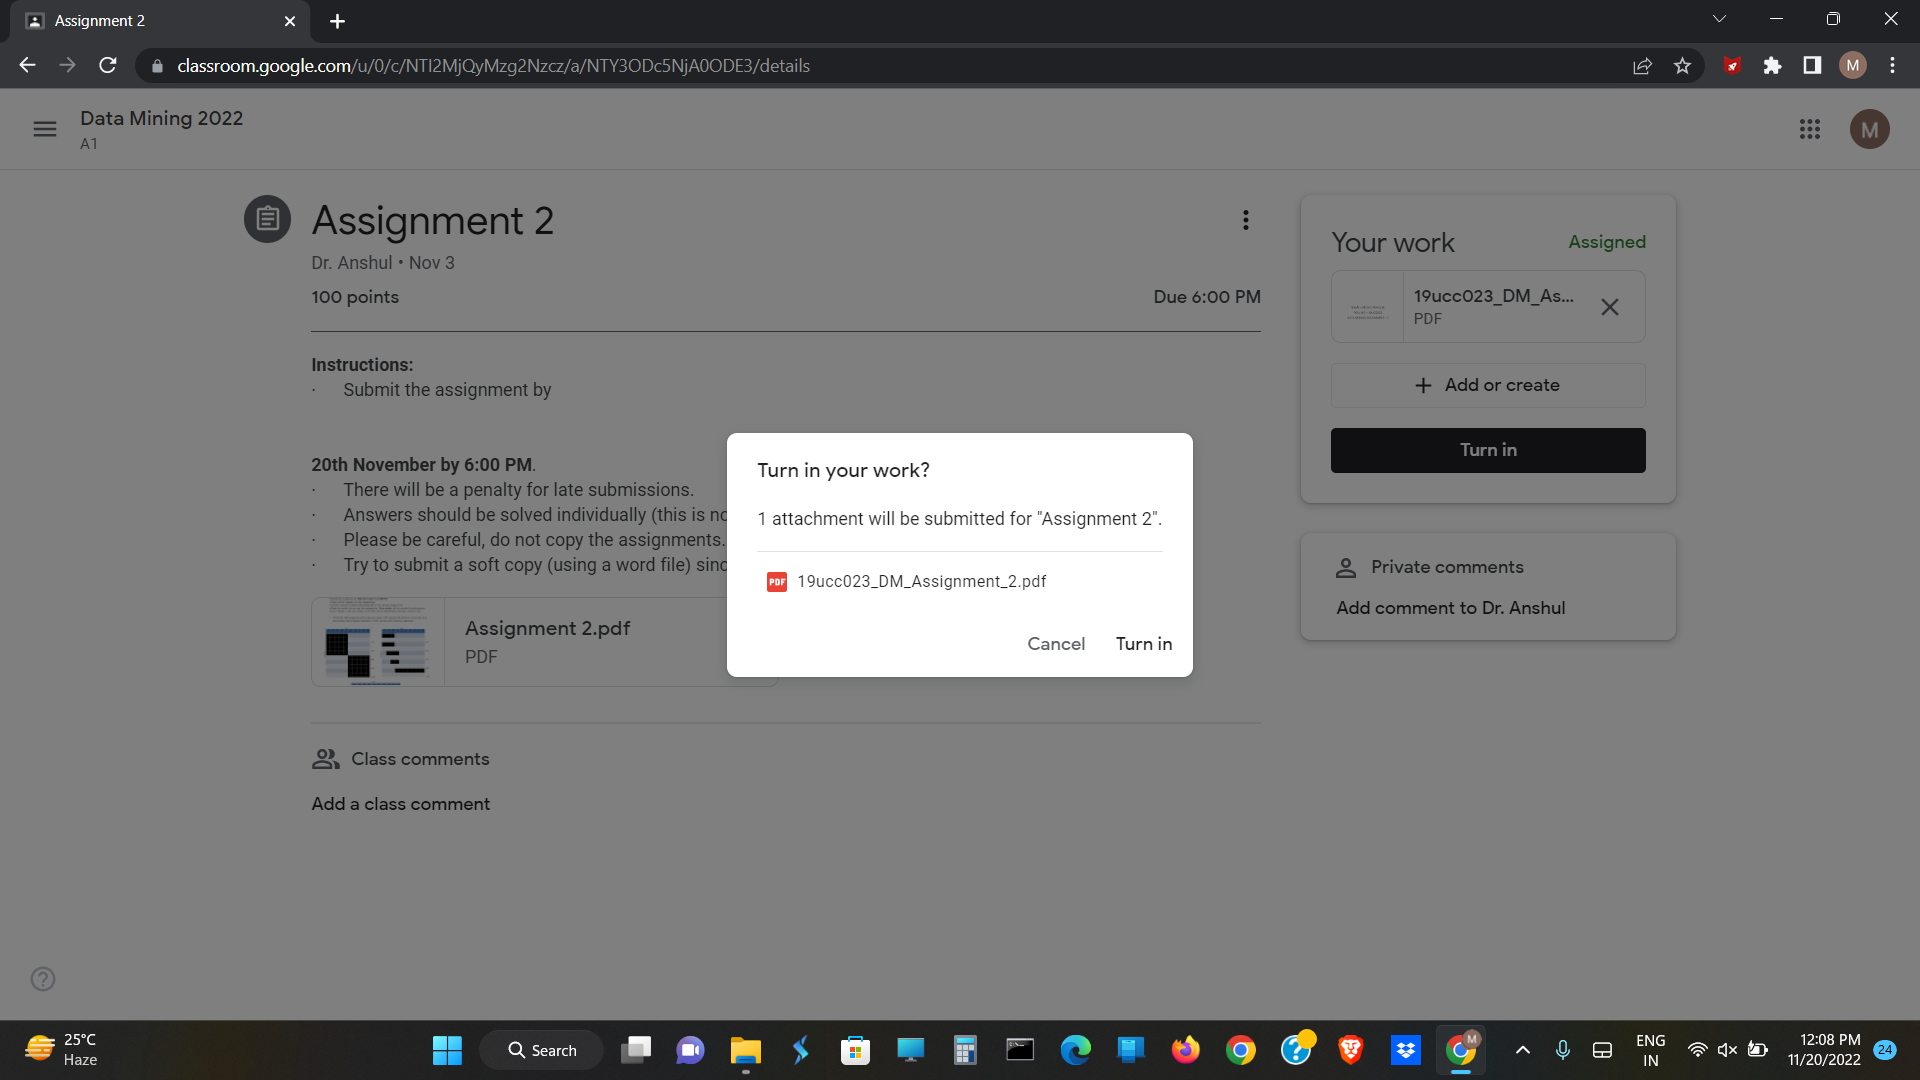 Assignment 2
classroom.google.com/u/0/c/NTI2MjQyMzg2Nzcz/a/NTY3ODc5NjA0ODE3/details
M
Data Mining 2022
A1
M
Assignment 2
Dr. Anshul • Nov 3
100 points
Due 6:00 PM
Instructions:
· Submit the assignment by
20th November by 6:00 PM.
· There will be a penalty for late submissions.
· Answers should be solved individually (this is no
· Please be careful, do not copy the assignments.
· Try to submit a soft copy (using a word file) sinc
Assignment 2.pdf
PDF
Class comments
Add a class comment
Your work
Assigned
19ucc023_DM_As...
PDF
Add or create
Turn in
Private comments
Add comment to Dr. Anshul
Turn in your work?
1 attachment will be submitted for "Assignment 2".
PDF
19ucc023_DM_Assignment_2.pdf
Cancel
Turn in
25°C
Haze
Search
M
ENG
IN
12:08 PM
11/20/2022
24